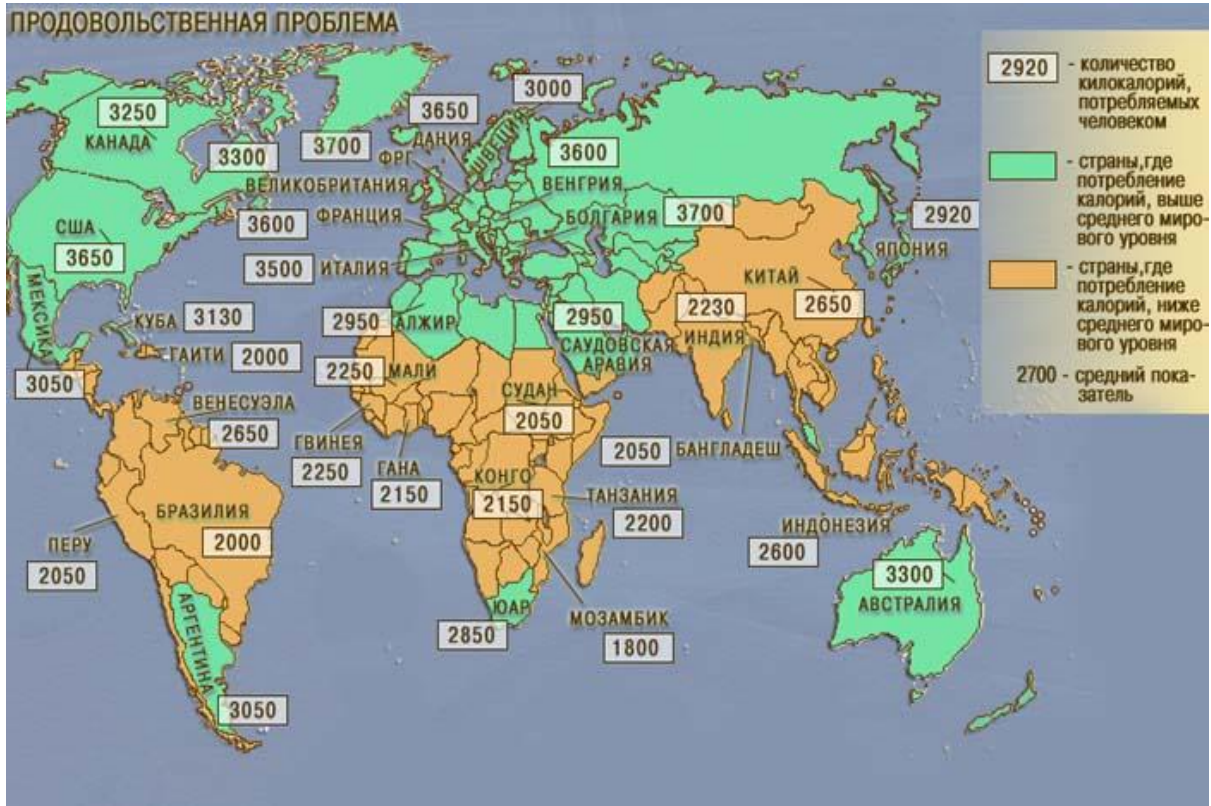 ПРОДОВОЛЬСТВЕННАЯ ПРОБЛЕМА
3250
КАНАДА
3300
3700
3650
ДАНИЯ
3000
ШВЕЦИЯ
ФРГ
3600
ВЕЛИКОБРИТАНИЯ
ВЕНГРИЯ
3600
ФРАНЦИЯ
БОЛГАРИЯ
3700
3500
ИТАЛИЯ
США
3650
МЕКСИКА
3050
КУБА
3130
ГАИТИ
2000
2950
АЛЖИР
2250
МАЛИ
2950
САУДОВСКАЯ
АРАВИЯ
СУДАН
2050
2230
ИНДИЯ
КИТАЙ
2650
2920
ЯПОНИЯ
ВЕНЕСУЭЛА
2650
ГВИНЕЯ
2250
ГАНА
2150
КОНГО
2150
2050
БАНГЛАДЕШ
ТАНЗАНИЯ
2200
ИНДОНЕЗИЯ
2600
БРАЗИЛИЯ
2000
ПЕРУ
2050
АРГЕНТИНА
3050
ЮАР
2850
МОЗАМБИК
1800
3300
АВСТРАЛИЯ
2920 - количество
килокалорий,
потребляемых
человеком
- страны,где
потребление
калорий, выше
среднего миро-
вого уровня
- страны,где
потребление
калорий, ниже
среднего миро-
вого уровня
2700 - средний пока-
затель